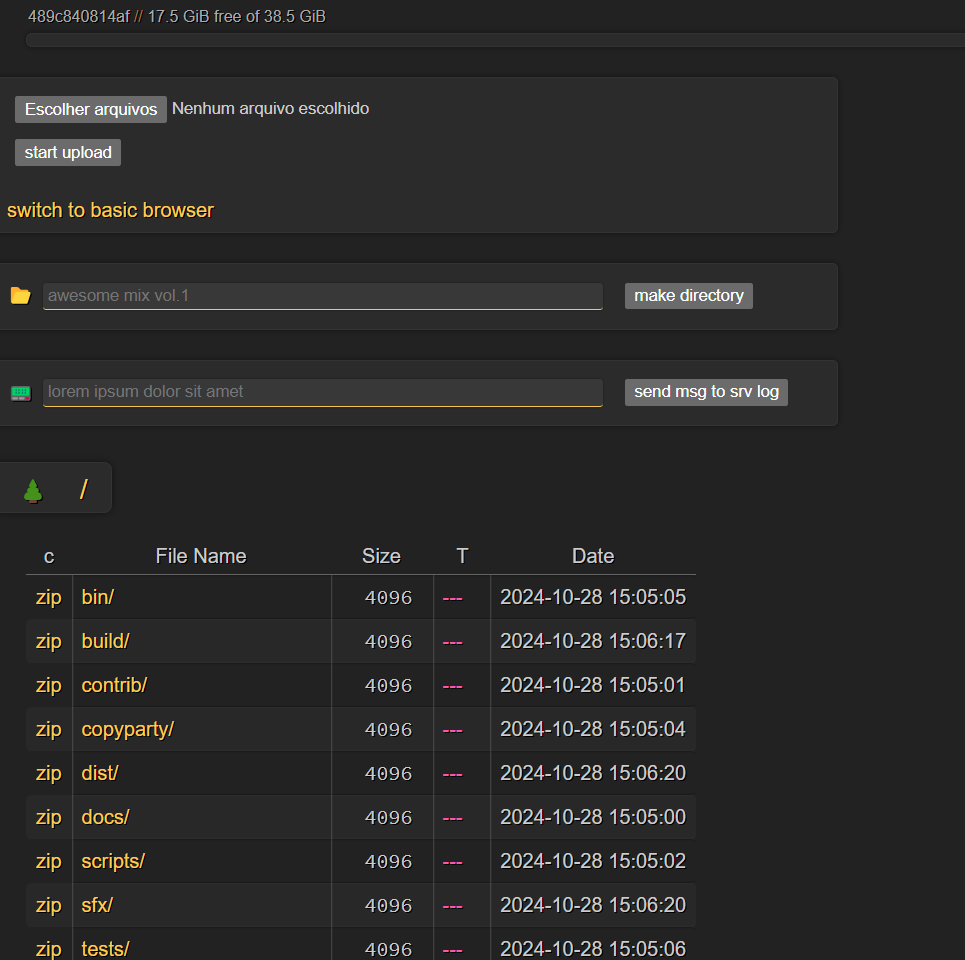 489c840814af // 17.5 GiB free of 38.5 GiB
Escolher arquivos Nenhum arquivo escolhido
start upload
switch to basic browser
awesome mix vol.1 make directory
lorem ipsum dolor sit amet send msg to srv log
/
c File Name Size T Date
zip bin/ 4096 --- 2024-10-28 15:05:05
zip build/ 4096 --- 2024-10-28 15:06:17
zip contrib/ 4096 --- 2024-10-28 15:05:01
zip copyparty/ 4096 --- 2024-10-28 15:05:04
zip dist/ 4096 --- 2024-10-28 15:06:20
zip docs/ 4096 --- 2024-10-28 15:05:00
zip scripts/ 4096 --- 2024-10-28 15:05:02
zip sfx/ 4096 --- 2024-10-28 15:06:20
zip tests/ 4096 --- 2024-10-28 15:05:06